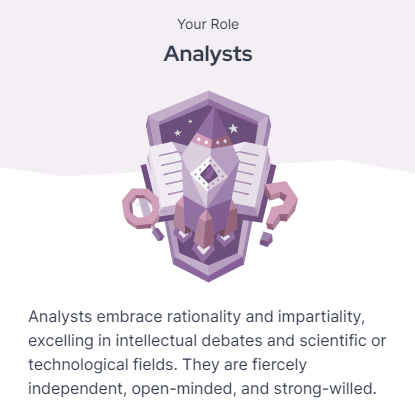 Your Role
Analysts
Analysts embrace rationality and impartiality,
excelling in intellectual debates and scientific or
technological fields. They are fiercely
independent, open-minded, and strong-willed.